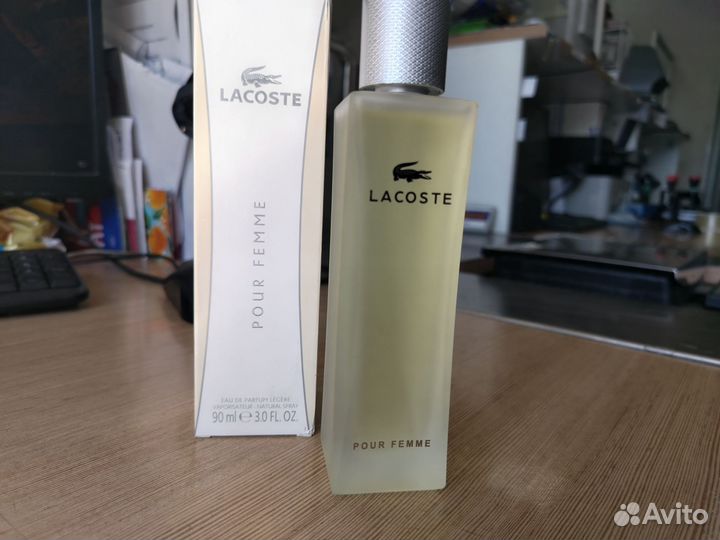 LACOSTE
POUR FEMME
EAU DE PARFUM LÉGÈRE
VAPORISATEUR - NATURAL SPRAY
90 ml e 3.0 FL. OZ.
LACOSTE
POUR FEMME
Avito